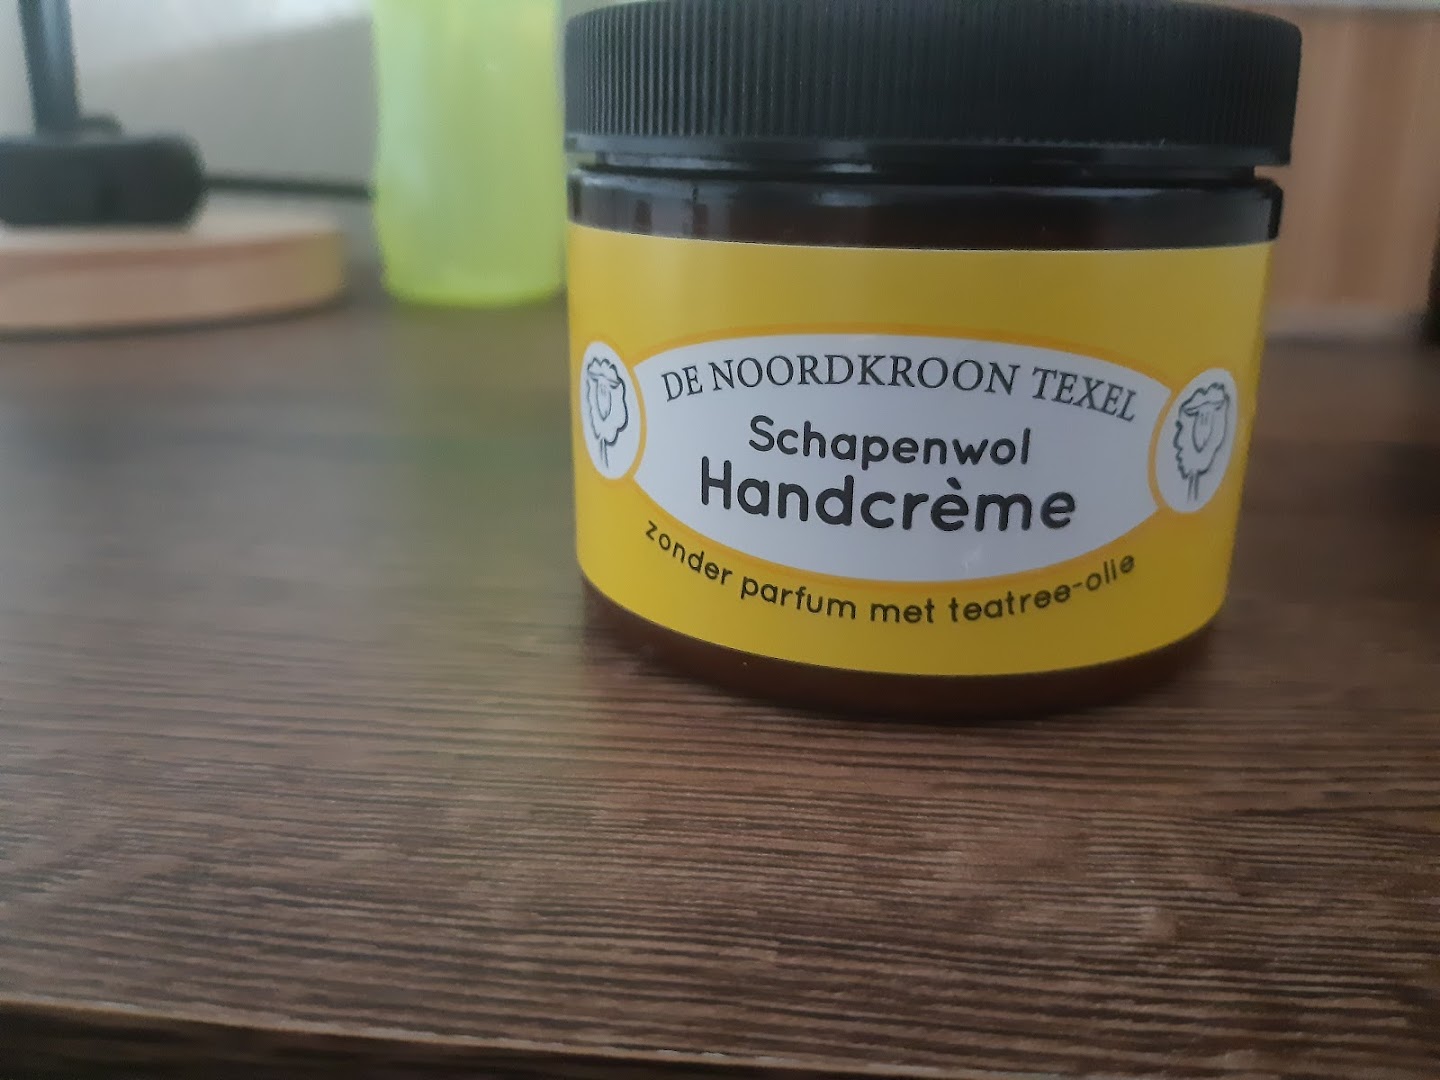 DE NOORDKROON TEXEL
Schapenwol
Handcrème
zonder parfum met teatree-olie